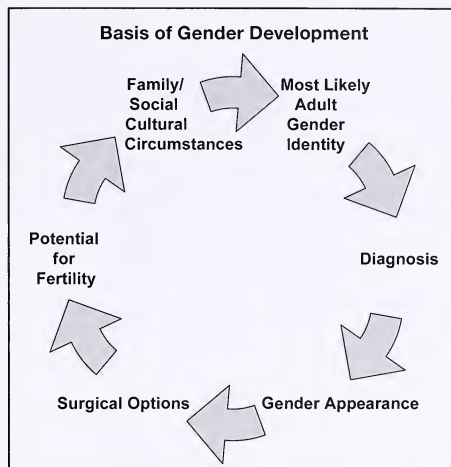 Basis of Gender Development
Family/
Social
Cultural
Circumstances
Most Likely
Adult
Gender
Identity
Diagnosis
Gender Appearance
Surgical Options
Potential
for
Fertility